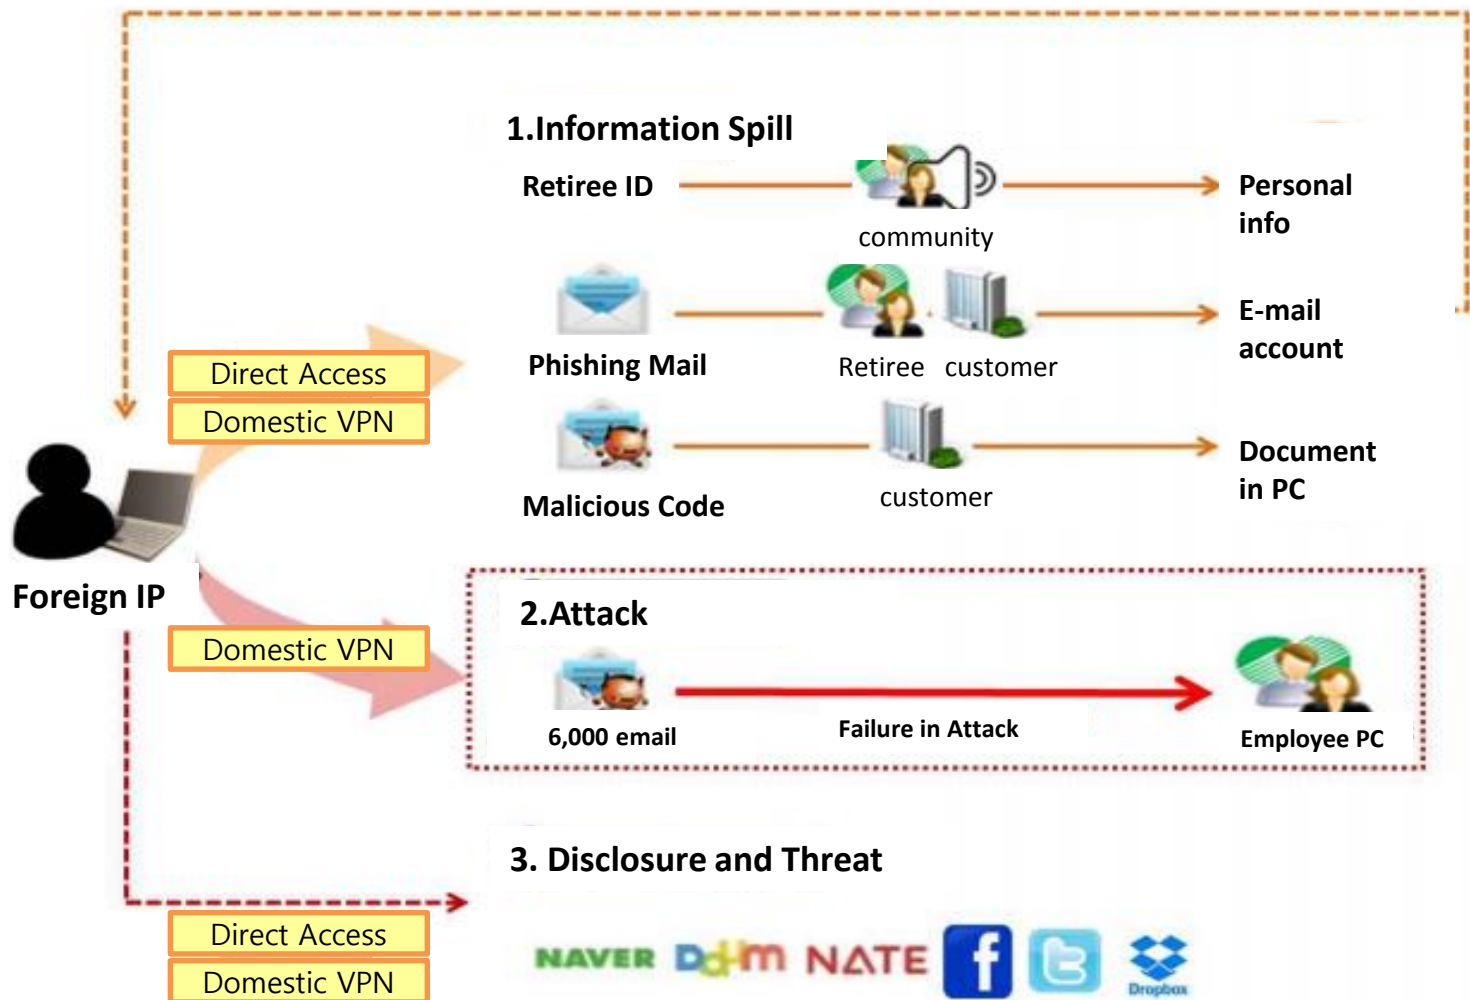 1.Information Spill
Retiree ID
community
Personal
info
Phishing Mail
Retiree
customer
E-mail
account
Direct Access
Domestic VPN
Malicious Code
customer
Document
in PC
Foreign IP
Domestic VPN
2.Attack
6,000 email
Failure in Attack
Employee PC
3. Disclosure and Threat
Direct Access
Domestic VPN
NAVER
Daum
NATE
f
t
Dropbox